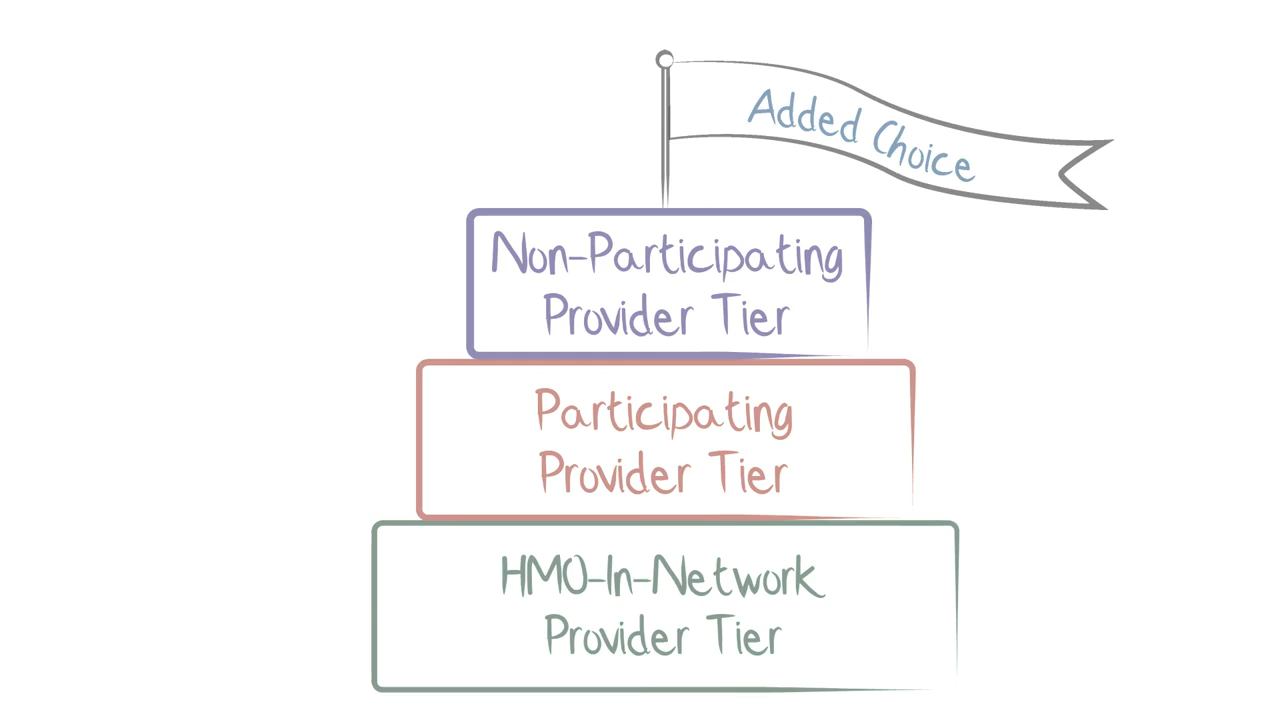 Added Choice
Non-Participating
Provider Tier
Participating
Provider Tier
HMO-In-Network
Provider Tier